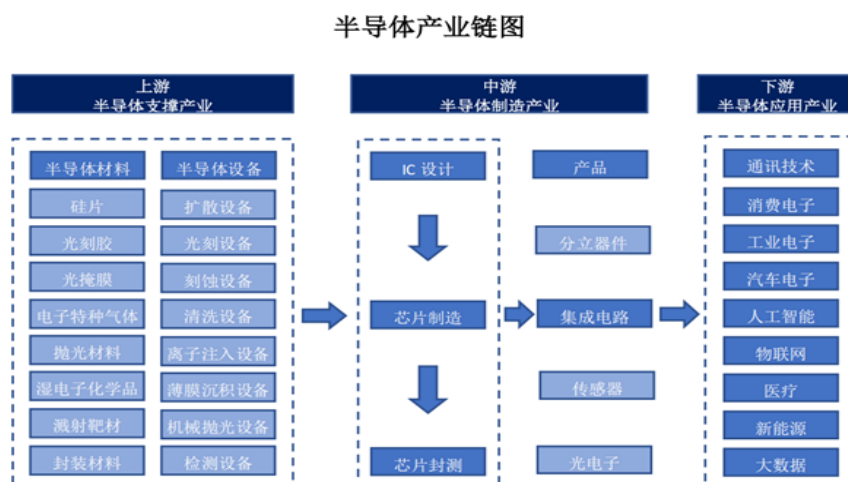 半导体产业链图
上游
半导体支撑产业
中游
半导体制造产业
下游
半导体应用产业
半导体材料
硅片
光刻胶
光掩膜
电子特种气体
抛光材料
湿电子化学品
溅射靶材
封装材料
半导体设备
扩散设备
光刻设备
刻蚀设备
清洗设备
离子注入设备
薄膜沉积设备
机械抛光设备
检测设备
IC 设计
芯片制造
芯片封测
产品
分立器件
集成电路
传感器
光电子
通讯技术
消费电子
工业电子
汽车电子
人工智能
物联网
医疗
新能源
大数据